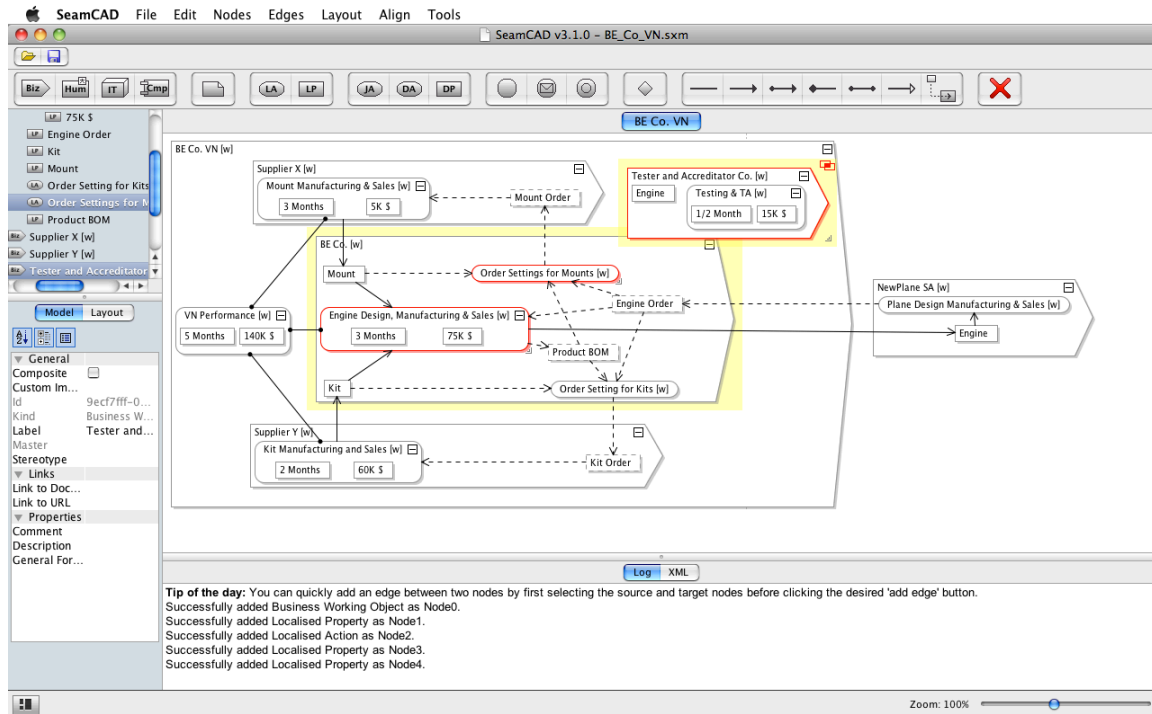 SeamCAD File Edit Nodes Edges Layout Align Tools
SeamCAD v3.1.0 – BE_Co_VN.sxm
Biz Hum IT Cmp LA LP JA DA DP
BE Co. VN
LP 75K $
LP Engine Order
LP Kit
LP Mount
LA Order Setting for Kits
LA Order Settings for M
LP Product BOM
Biz Supplier X [w]
Biz Supplier Y [w]
Biz Tester and Accreditator
Model Layout
General
Composite
Custom Im...
Id 9ecf7fff-0...
Kind Business W...
Label Tester and...
Master
Stereotype
Links
Link to Doc...
Link to URL
Properties
Comment
Description
General For...
BE Co. VN [w]
Supplier X [w]
Mount Manufacturing & Sales [w]
3 Months 5K $
Mount Order
Tester and Accreditator Co. [w]
Engine
Testing & TA [w]
1/2 Month 15K $
BE Co. [w]
Mount
Order Settings for Mounts [w]
Engine Order
VN Performance [w]
5 Months 140K $
Engine Design, Manufacturing & Sales [w]
3 Months 75K $
Product BOM
Kit
Order Setting for Kits [w]
Supplier Y [w]
Kit Manufacturing and Sales [w]
2 Months 60K $
Kit Order
NewPlane SA [w]
Plane Design Manufacturing & Sales [w]
Engine
Log XML
Tip of the day: You can quickly add an edge between two nodes by first selecting the source and target nodes before clicking the desired 'add edge' button.
Successfully added Business Working Object as Node0.
Successfully added Localised Property as Node1.
Successfully added Localised Action as Node2.
Successfully added Localised Property as Node3.
Successfully added Localised Property as Node4.
Zoom: 100%